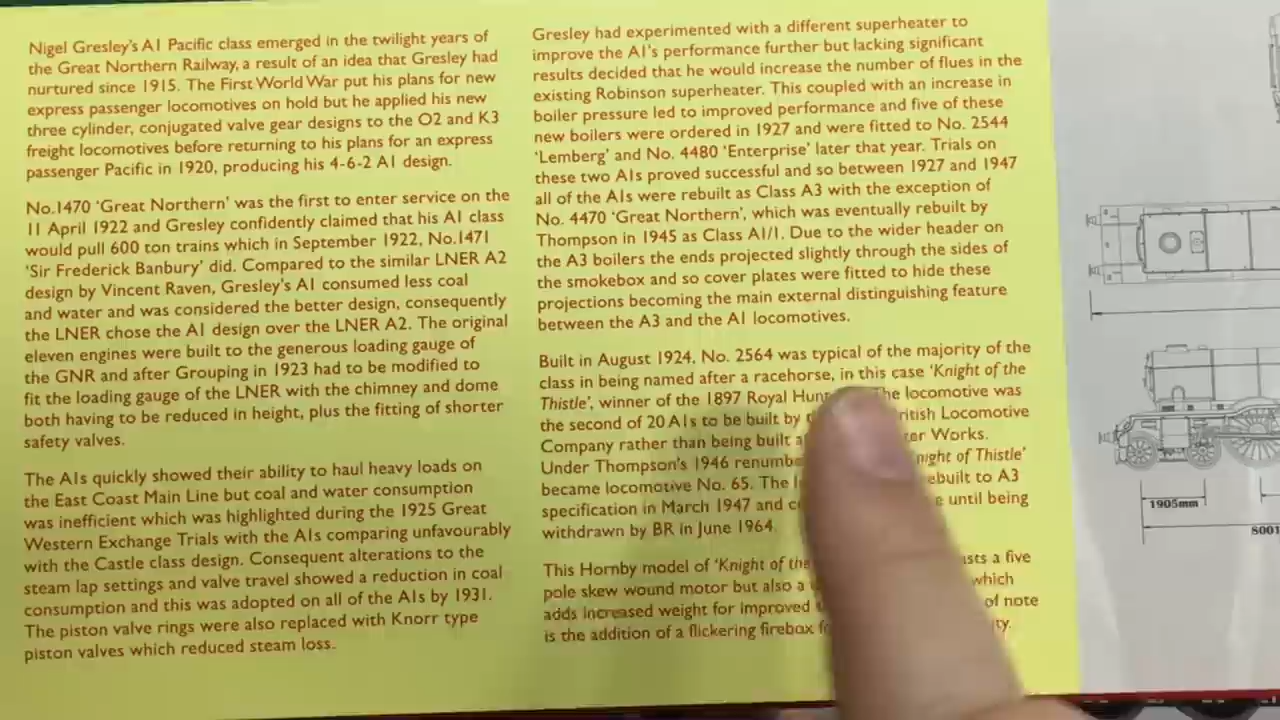 Nigel Gresley's A1 Pacific class emerged in the twilight years of
the Great Northern Railway, a result of an idea that Gresley had
nurtured since 1915. The First World War put his plans for new
express passenger locomotives on hold but he applied his new
three cylinder, conjugated valve gear designs to the O2 and K3
freight locomotives before returning to his plans for an express
passenger Pacific in 1920, producing his 4-6-2 A1 design.
No.1470 'Great Northern' was the first to enter service on the
11 April 1922 and Gresley confidently claimed that his A1 class
would pull 600 ton trains which in September 1922, No.1471
'Sir Frederick Banbury' did. Compared to the similar LNER A2
design by Vincent Raven, Gresley's A1 consumed less coal
and water and was considered the better design, consequently
the LNER chose the A1 design over the LNER A2. The original
eleven engines were built to the generous loading gauge of
the GNR and after Grouping in 1923 had to be modified to
fit the loading gauge of the LNER with the chimney and dome
both having to be reduced in height, plus the fitting of shorter
safety valves.
The A1s quickly showed their ability to haul heavy loads on
the East Coast Main Line but coal and water consumption
was inefficient which was highlighted during the 1925 Great
Western Exchange Trials with the A1s comparing unfavourably
with the Castle class design. Consequent alterations to the
steam lap settings and valve travel showed a reduction in coal
consumption and this was adopted on all of the A1s by 1931.
The piston valve rings were also replaced with Knorr type
piston valves which reduced steam loss.
Gresley had experimented with a different superheater to
improve the A1's performance further but lacking significant
results decided that he would increase the number of flues in the
existing Robinson superheater. This coupled with an increase in
boiler pressure led to improved performance and five of these
new boilers were ordered in 1927 and were fitted to No. 2544
'Lemberg' and No. 4480 'Enterprise' later that year. Trials on
these two A1s proved successful and so between 1927 and 1947
all of the A1s were rebuilt as Class A3 with the exception of
No. 4470 'Great Northern', which was eventually rebuilt by
Thompson in 1945 as Class A1/1. Due to the wider header on
the A3 boilers the ends projected slightly through the sides of
the smokebox and so cover plates were fitted to hide these
projections becoming the main external distinguishing feature
between the A3 and the A1 locomotives.
Built in August 1924, No. 2564 was typical of the majority of the
class in being named after a racehorse, in this case 'Knight of the
Thistle', winner of the 1897 Royal Hun he locomotive was
the second of 20 A1s to be built by ritish Locomotive
Company rather than being built a er Works.
Under Thompson's 1946 renumbe night of Thistle'
became locomotive No. 65. The ebuilt to A3
specification in March 1947 and c e until being
withdrawn by BR in June 1964.
This Hornby model of 'Knight of the asts a five
pole skew wound motor but also a which
adds increased weight for improved of note
is the addition of a flickering firebox f ty.
1905mm